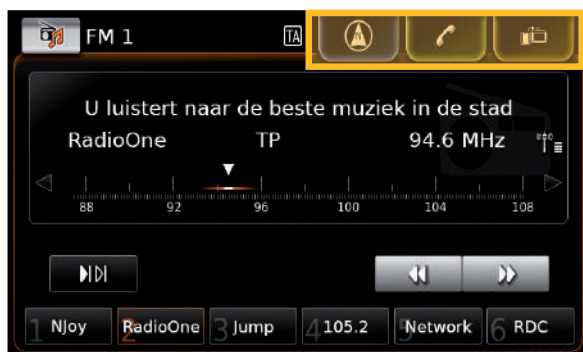 FM 1 TA
U luistert naar de beste muziek in de stad
RadioOne TP 94.6 MHz
88 92 96 100 104 108
1 NJoy 2 RadioOne 3 Jump 4 105.2 5 Network 6 RDC